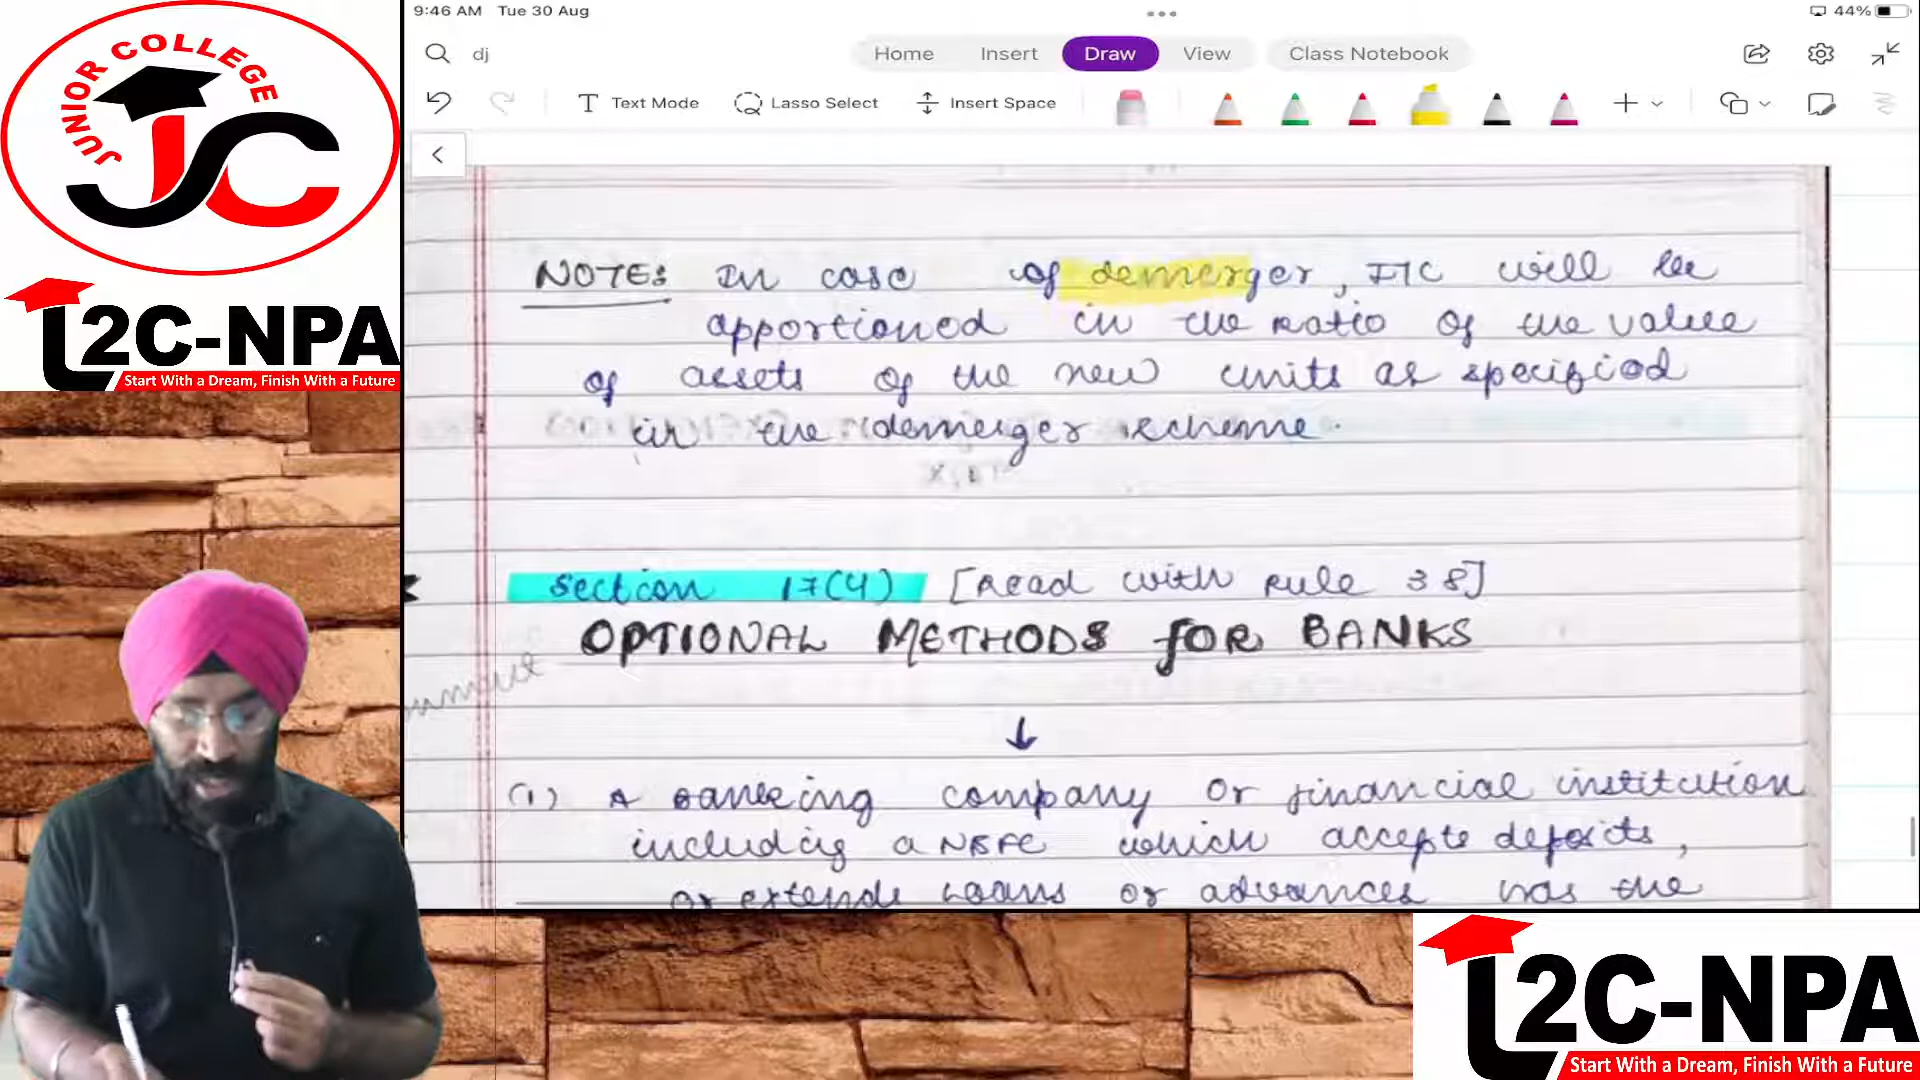 JUNIOR COLLEGE
JC
L2C-NPA
Start With a Dream, Finish With a Future
9:46 AM Tue 30 Aug
44%
dj
Home Insert Draw View Class Notebook
Text Mode Lasso Select Insert Space
NOTE: In case of demerger, ITC will be
apportioned in the ratio of the value
of assets of the new units as specified
in the demerger scheme.
Section 17(4) [Read with Rule 38]
OPTIONAL METHODS FOR BANKS
↓
(1) A banking company or financial institution
including a NBFC which accepts deposits,
or extends loans or advances has the
L2C-NPA
Start With a Dream, Finish With a Future